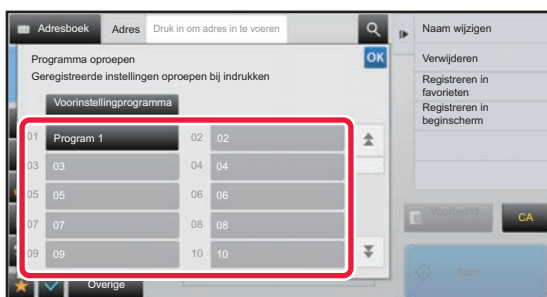 Adresboek Adres Druk in om adres in te voeren
Programma oproepen OK
Geregistreerde instellingen oproepen bij indrukken
Voorinstellingprogramma
01 Program 1 02 02
03 03 04 04
05 05 06 06
07 07 08 08
09 09 10 10
Overige
Naam wijzigen
Verwijderen
Registreren in
favorieten
Registreren in
beginscherm
Voorbeeld-
CA
Start